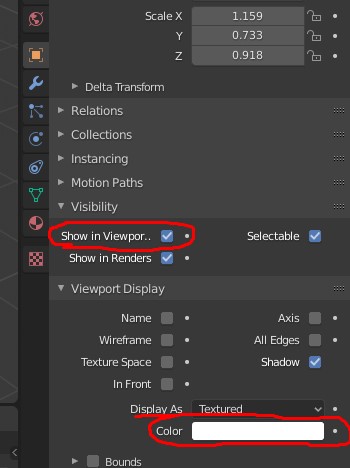 Scale X 1.159
Y 0.733
Z 0.918
Delta Transform
Relations
Collections
Instancing
Motion Paths
Visibility
Show in Viewpor.. Selectable
Show in Renders
Viewport Display
Name Axis
Wireframe All Edges
Texture Space Shadow
In Front
Display As Textured
Color
Bounds